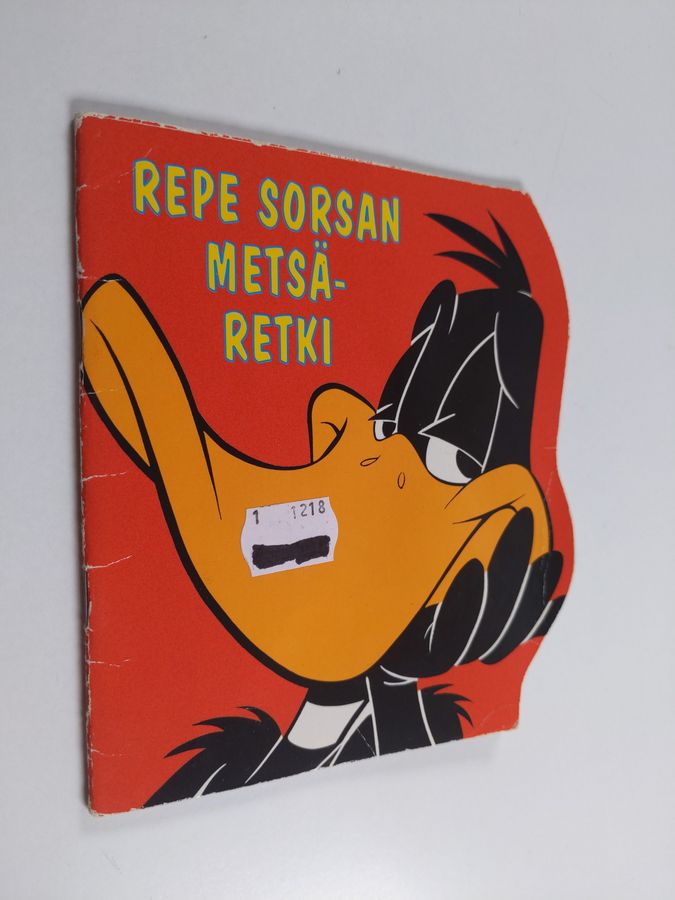 REPE SORSAN
METSÄ-
RETKI
1 1218